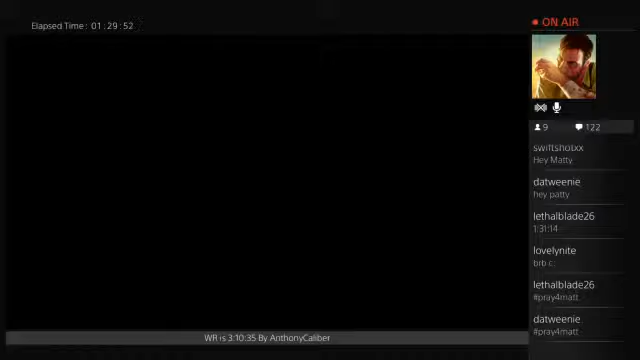 Elapsed Time: 01:29:52
ON AIR
9
122
swiftshotxx
Hey Matty
datweenie
hey patty
lethalblade26
1:31:14
lovelynite
brb c:
lethalblade26
#pray4matt
datweenie
#pray4matt
WR is 3:10:35 By AnthonyCaliber